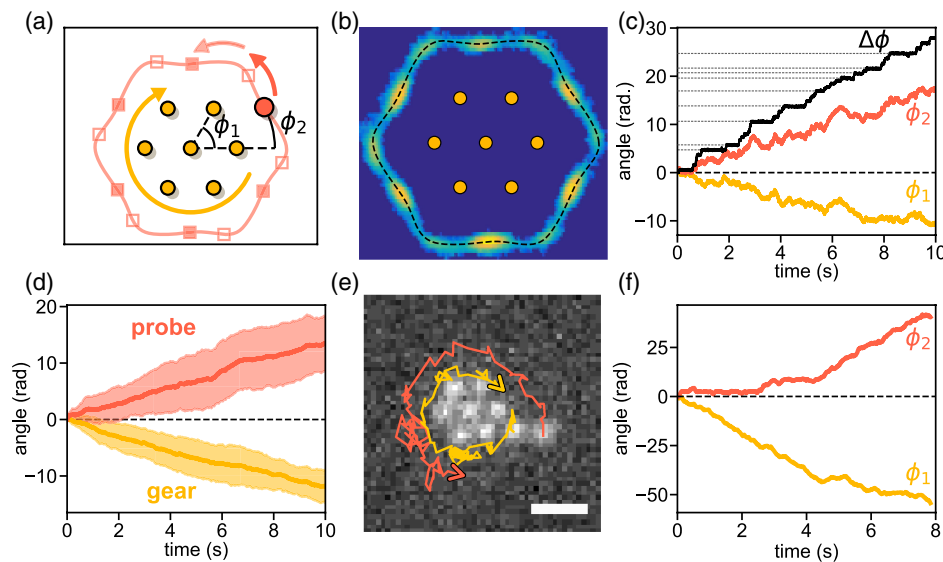 (a)
ϕ1
ϕ2
(b)
(c)
30
20
10
0
−10
angle (rad.)
Δϕ
ϕ2
ϕ1
0 2 4 6 8 10
time (s)
(d)
20
10
0
−10
angle (rad)
probe
gear
0 2 4 6 8 10
time (s)
(e)
(f)
25
0
−25
−50
angle (rad)
ϕ2
ϕ1
0 2 4 6 8
time (s)